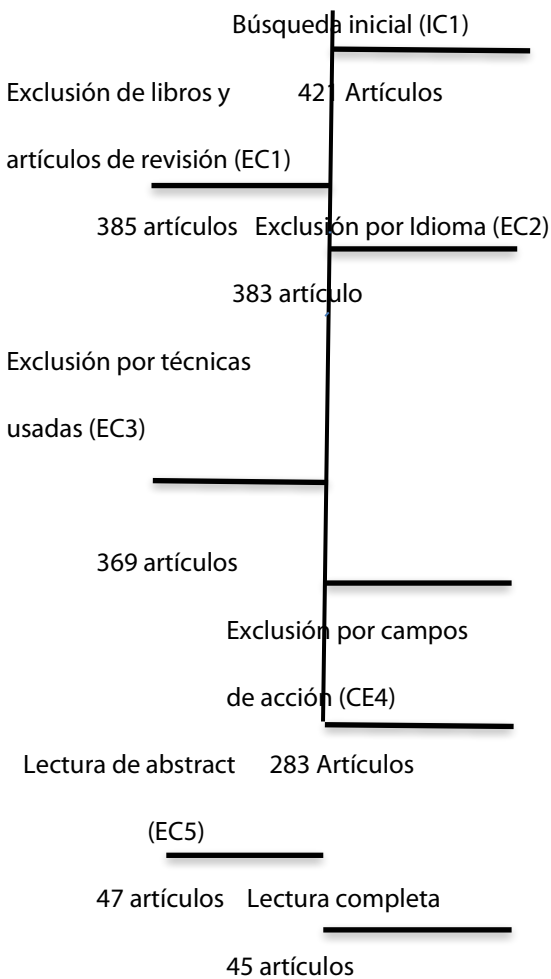 Búsqueda inicial (IC1)
Exclusión de libros y 421 Artículos
artículos de revisión (EC1)
385 artículos Exclusión por Idioma (EC2)
383 artículo
Exclusión por técnicas
usadas (EC3)
369 artículos
Exclusión por campos
de acción (CE4)
Lectura de abstract 283 Artículos
(EC5)
47 artículos Lectura completa
45 artículos